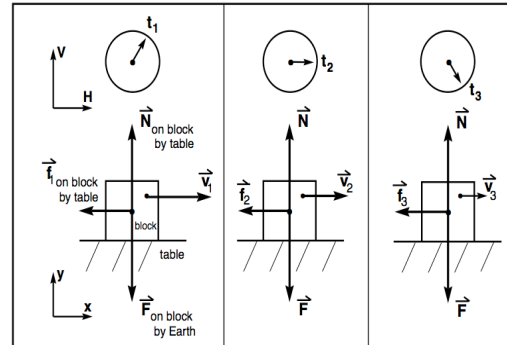 t1
V
H
N on block
by table
f1 on block
by table
v1
block
table
y
x
F on block
by Earth
t2
N
f2
v2
F
t3
N
f3
v3
F